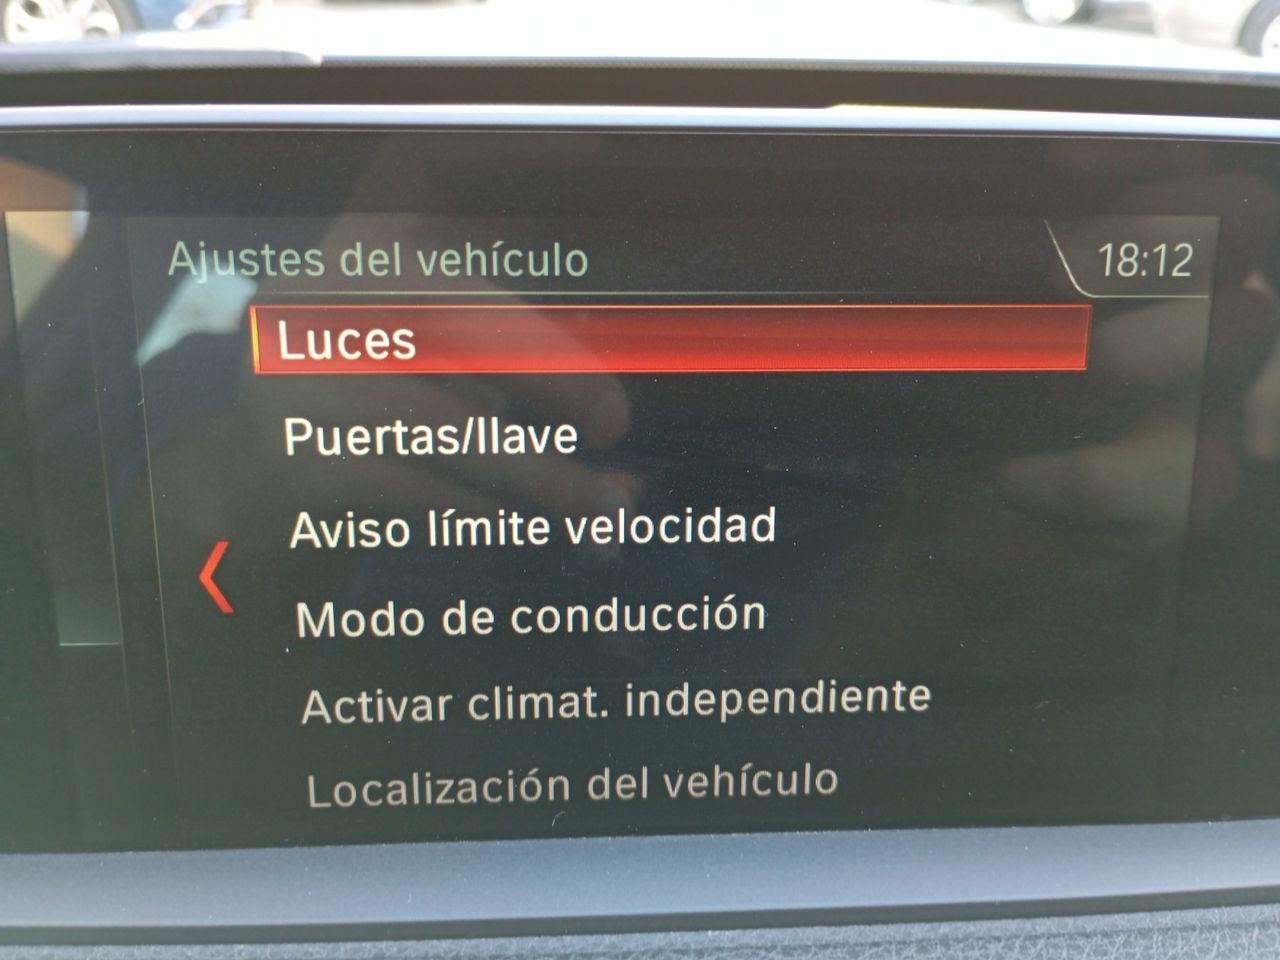 Ajustes del vehículo
18:12
Luces
Puertas/llave
Aviso límite velocidad
Modo de conducción
Activar climat. independiente
Localización del vehículo